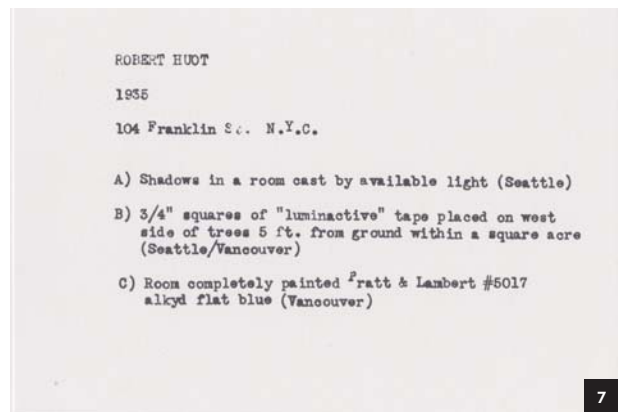 ROBERT HUOT
1935
104 Franklin St. N.Y.C.
A) Shadows in a room cast by available light (Seattle)
B) 3/4" squares of "luminactive" tape placed on west
side of trees 5 ft. from ground within a square acre
(Seattle/Vancouver)
C) Room completely painted Pratt & Lambert #5017
alkyd flat blue (Vancouver)
7